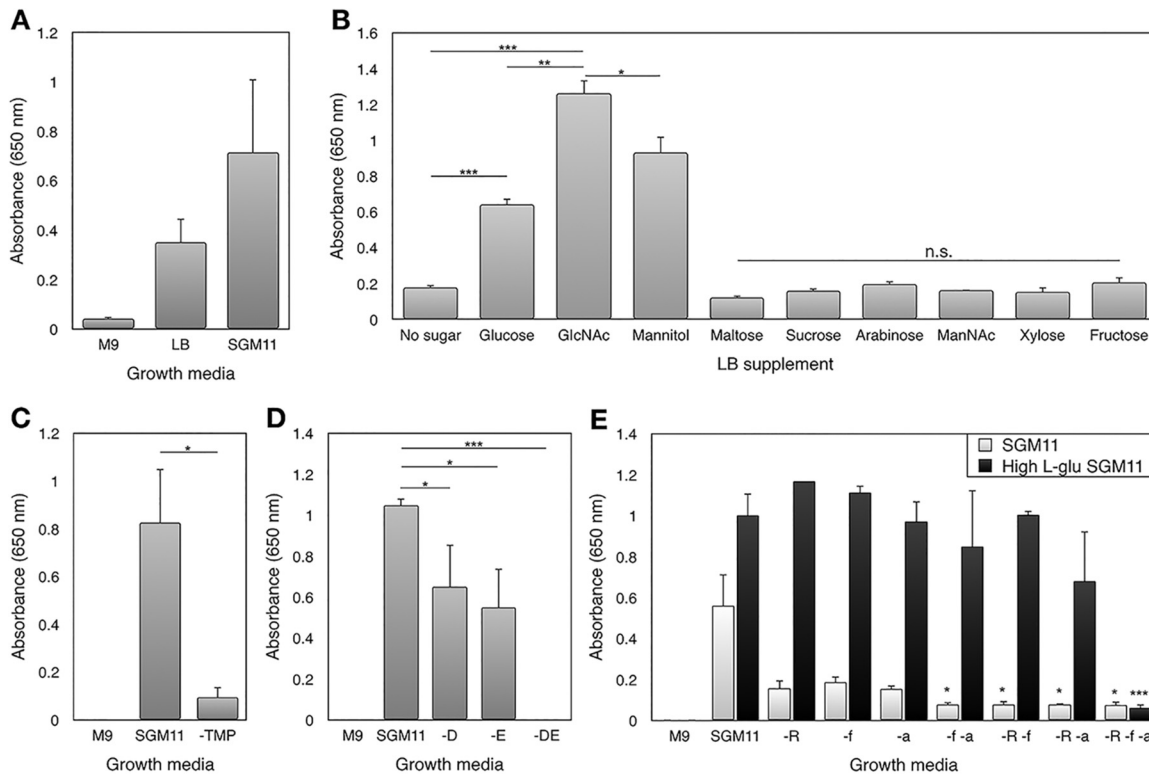 A
1.2
1
0.8
0.6
0.4
0.2
0
Absorbance (650 nm)
M9 LB SGM11
Growth media
B
1.6
1.4
1.2
1
0.8
0.6
0.4
0.2
0
Absorbance (650 nm)
***
**
*
***
n.s.
No sugar Glucose GlcNAc Mannitol Maltose Sucrose Arabinose ManNAc Xylose Fructose
LB supplement
C
1.2
1
0.8
0.6
0.4
0.2
0
Absorbance (650 nm)
*
M9 SGM11 -TMP
Growth media
D
1.4
1.2
1
0.8
0.6
0.4
0.2
0
Absorbance (650 nm)
***
*
*
M9 SGM11 -D -E -DE
Growth media
E
1.4
1.2
1
0.8
0.6
0.4
0.2
0
Absorbance (650 nm)
SGM11
High L-glu SGM11
* * * * ***
M9 SGM11 -R -f -a -f -a -R -f -R -a -R -f -a
Growth media